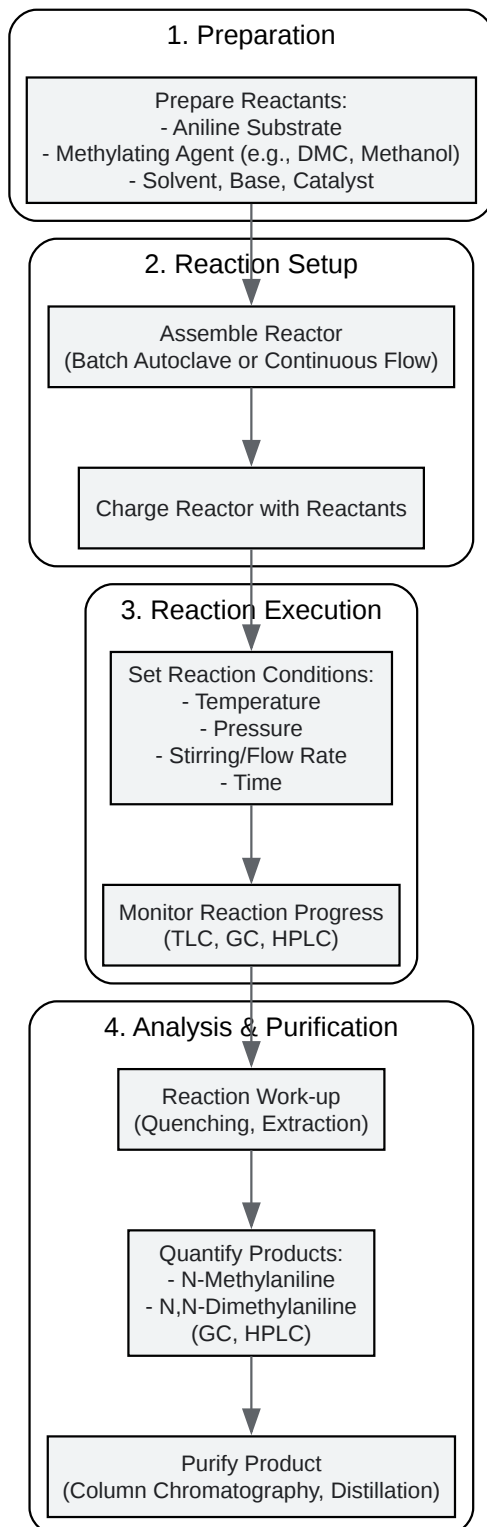 1. Preparation
Prepare Reactants:
- Aniline Substrate
- Methylating Agent (e.g., DMC, Methanol)
- Solvent, Base, Catalyst
2. Reaction Setup
Assemble Reactor
(Batch Autoclave or Continuous Flow)
Charge Reactor with Reactants
3. Reaction Execution
Set Reaction Conditions:
- Temperature
- Pressure
- Stirring/Flow Rate
- Time
Monitor Reaction Progress
(TLC, GC, HPLC)
4. Analysis & Purification
Reaction Work-up
(Quenching, Extraction)
Quantify Products:
- N-Methylaniline
- N,N-Dimethylaniline
(GC, HPLC)
Purify Product
(Column Chromatography, Distillation)